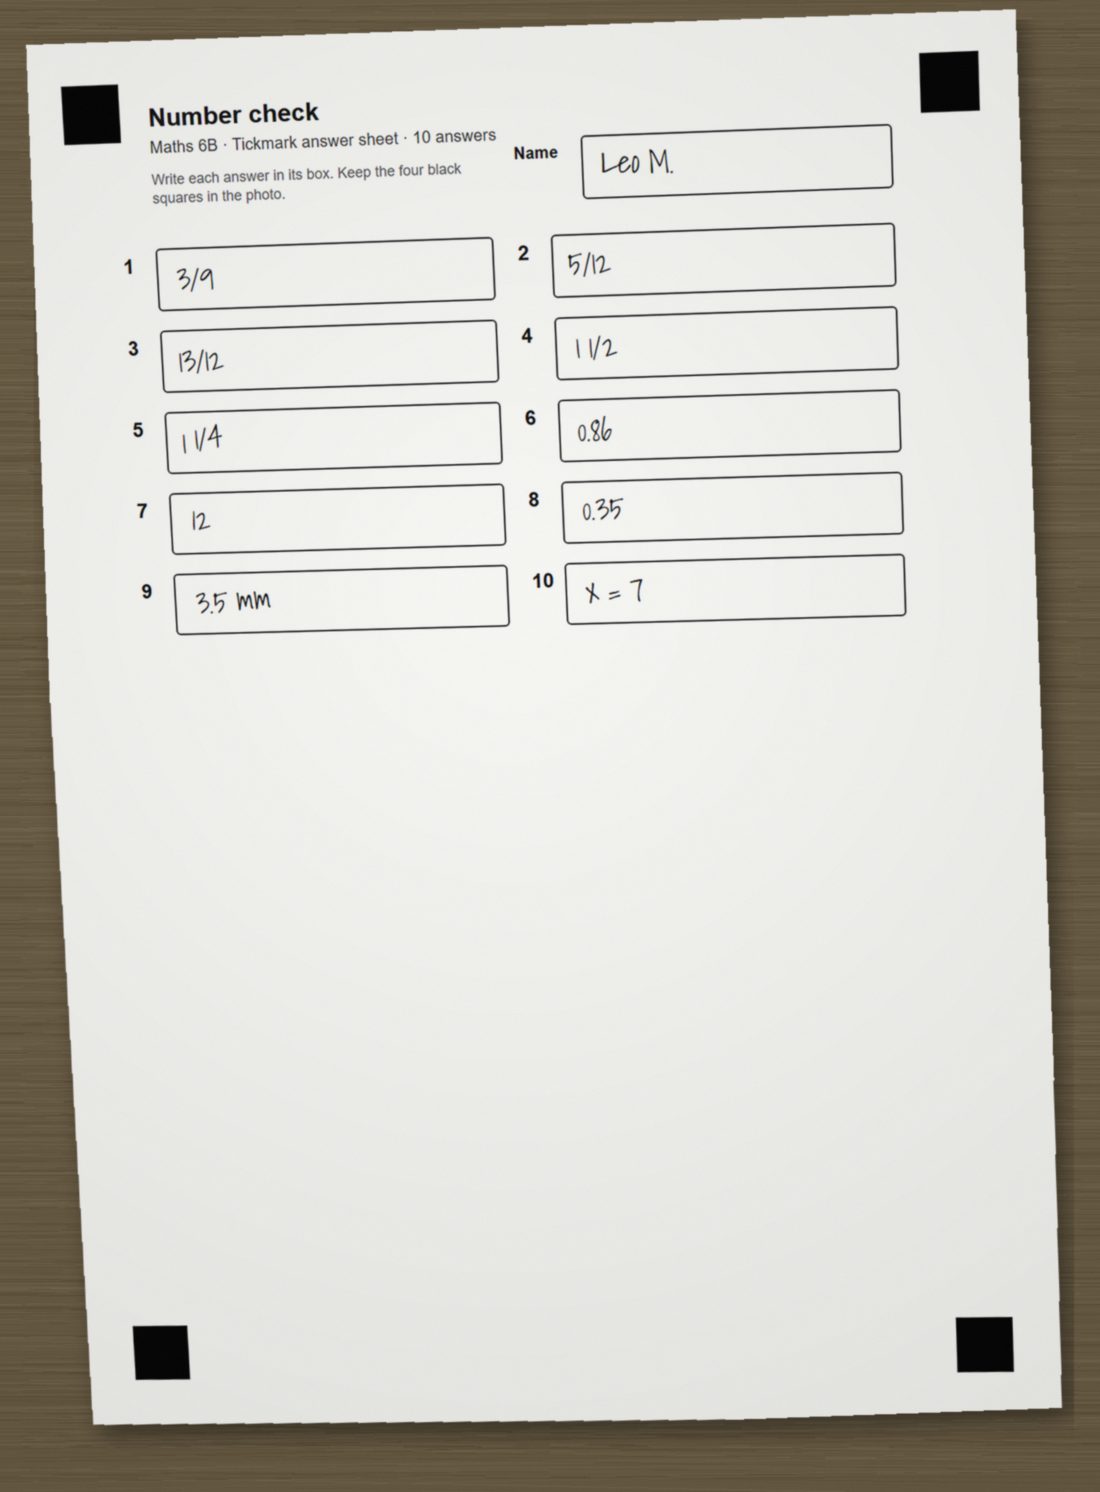 Number check
Maths 6B · Tickmark answer sheet · 10 answers
Write each answer in its box. Keep the four black
squares in the photo.
Name Leo M.
1 3/9
2 5/12
3 13/12
4 1 1/2
5 1 1/4
6 0.86
7 12
8 0.35
9 3.5 mm
10 x = 7